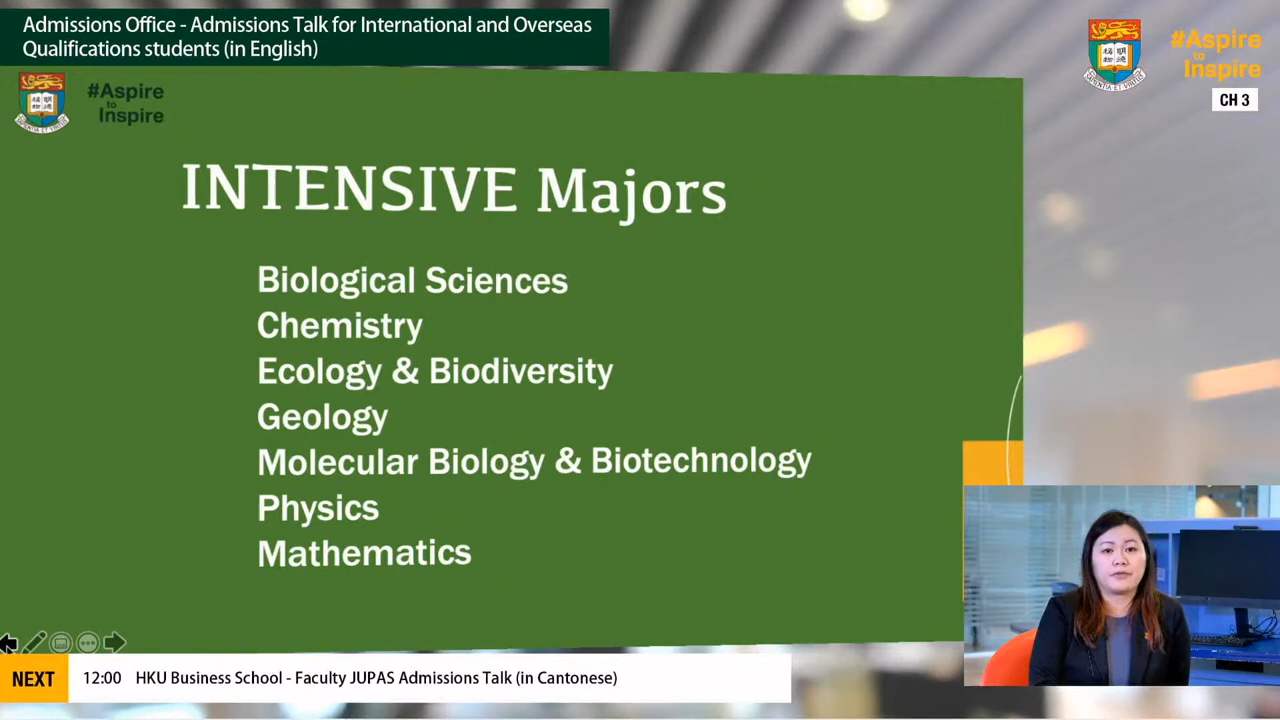 Admissions Office - Admissions Talk for International and Overseas
Qualifications students (in English)
#Aspire
to
Inspire
CH 3
#Aspire
to
Inspire
INTENSIVE Majors
Biological Sciences
Chemistry
Ecology & Biodiversity
Geology
Molecular Biology & Biotechnology
Physics
Mathematics
NEXT 12:00 HKU Business School - Faculty JUPAS Admissions Talk (in Cantonese)